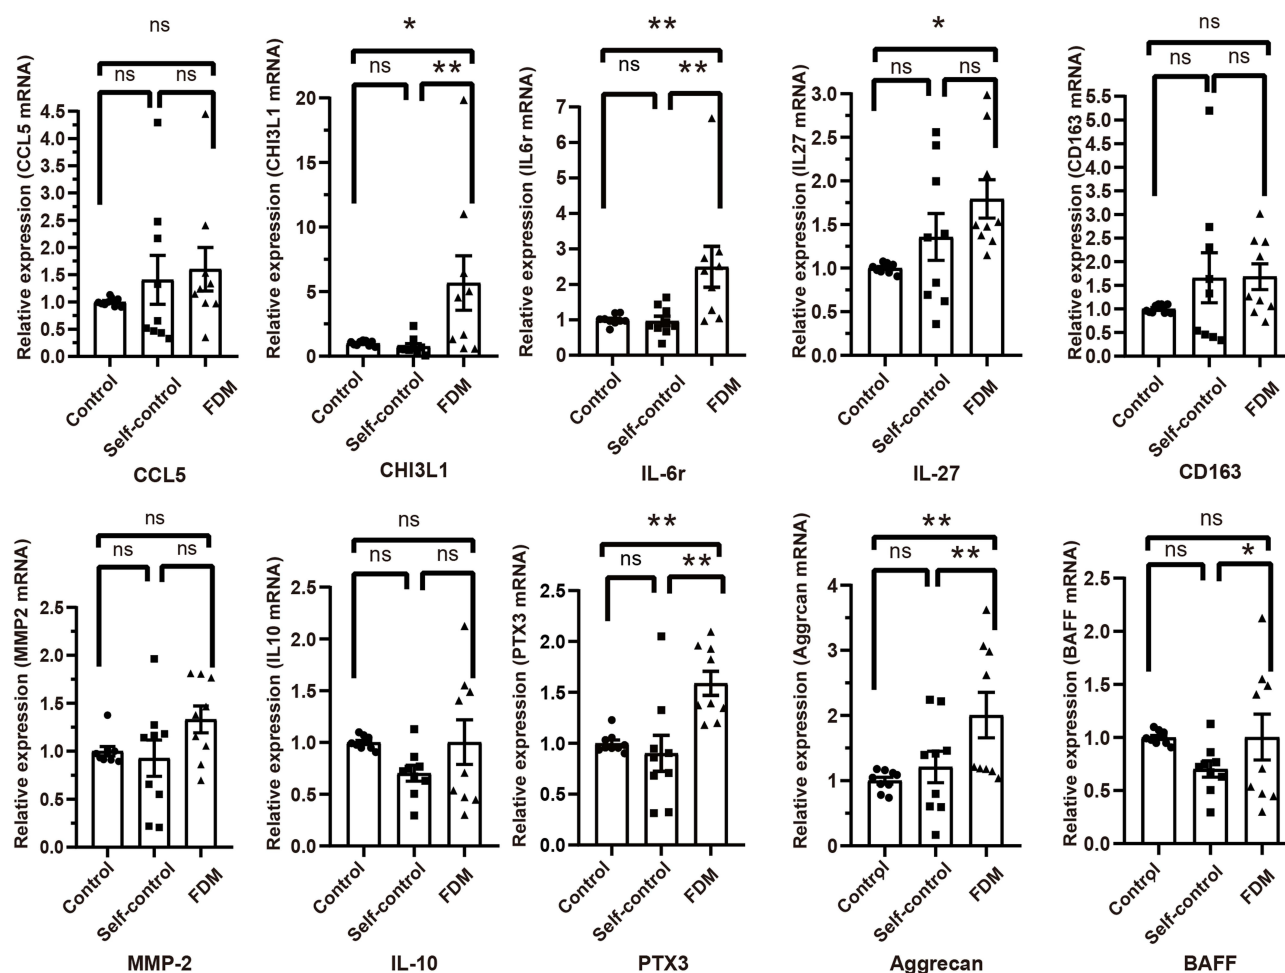 ns
ns ns
Relative expression (CCL5 mRNA)
4.5
4.0
3.5
3.0
2.5
2.0
1.5
1.0
0.5
0.0
Control
Self-control
FDM
CCL5
*
ns **
Relative expression (CHI3L1 mRNA)
20
15
10
5
0
Control
Self-control
FDM
CHI3L1
**
ns **
Relative expression (IL6r mRNA)
7
6
5
4
3
2
1
0
Control
Self-control
FDM
IL-6r
*
ns ns
Relative expression (IL27 mRNA)
3.0
2.5
2.0
1.5
1.0
0.5
0.0
Control
Self-control
FDM
IL-27
ns
ns ns
Relative expression (CD163 mRNA)
5.5
5.0
4.5
4.0
3.5
3.0
2.5
2.0
1.5
1.0
0.5
0.0
Control
Self-control
FDM
CD163
ns
ns ns
Relative expression (MMP2 mRNA)
2.5
2.0
1.5
1.0
0.5
0.0
Control
Self-control
FDM
MMP-2
ns
ns ns
Relative expression (IL10 mRNA)
2.5
2.0
1.5
1.0
0.5
0.0
Control
Self-control
FDM
IL-10
**
ns **
Relative expression (PTX3 mRNA)
2.5
2.0
1.5
1.0
0.5
0.0
Control
Self-control
FDM
PTX3
**
ns **
Relative expression (Aggrcan mRNA)
4
3
2
1
0
Control
Self-control
FDM
Aggrecan
ns
ns *
Relative expression (BAFF mRNA)
2.5
2.0
1.5
1.0
0.5
0.0
Control
Self-control
FDM
BAFF